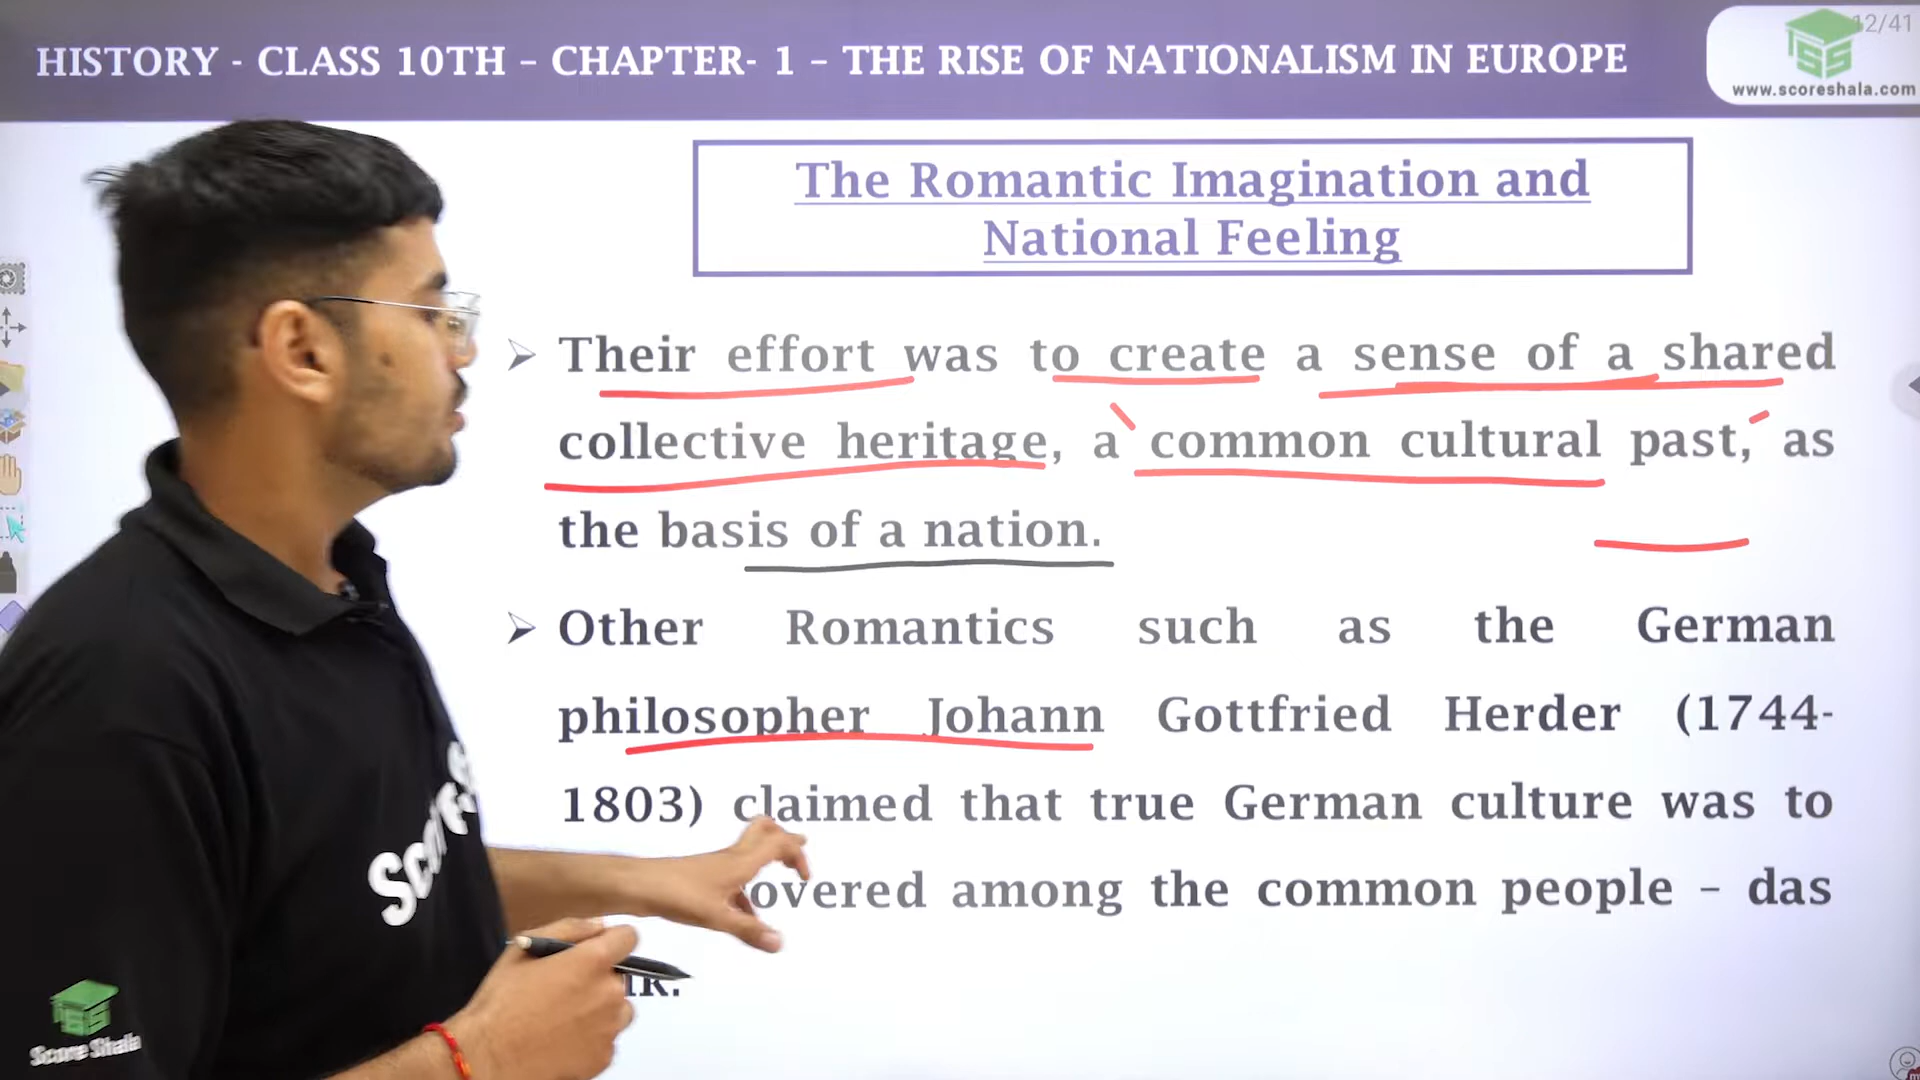 HISTORY - CLASS 10TH – CHAPTER- 1 – THE RISE OF NATIONALISM IN EUROPE
12/41
www.scoreshala.com
The Romantic Imagination and
National Feeling
➢ Their effort was to create a sense of a shared
collective heritage, a common cultural past, as
the basis of a nation.
➢ Other Romantics such as the German
philosopher Johann Gottfried Herder (1744-
1803) claimed that true German culture was to
overed among the common people – das
Score Shala